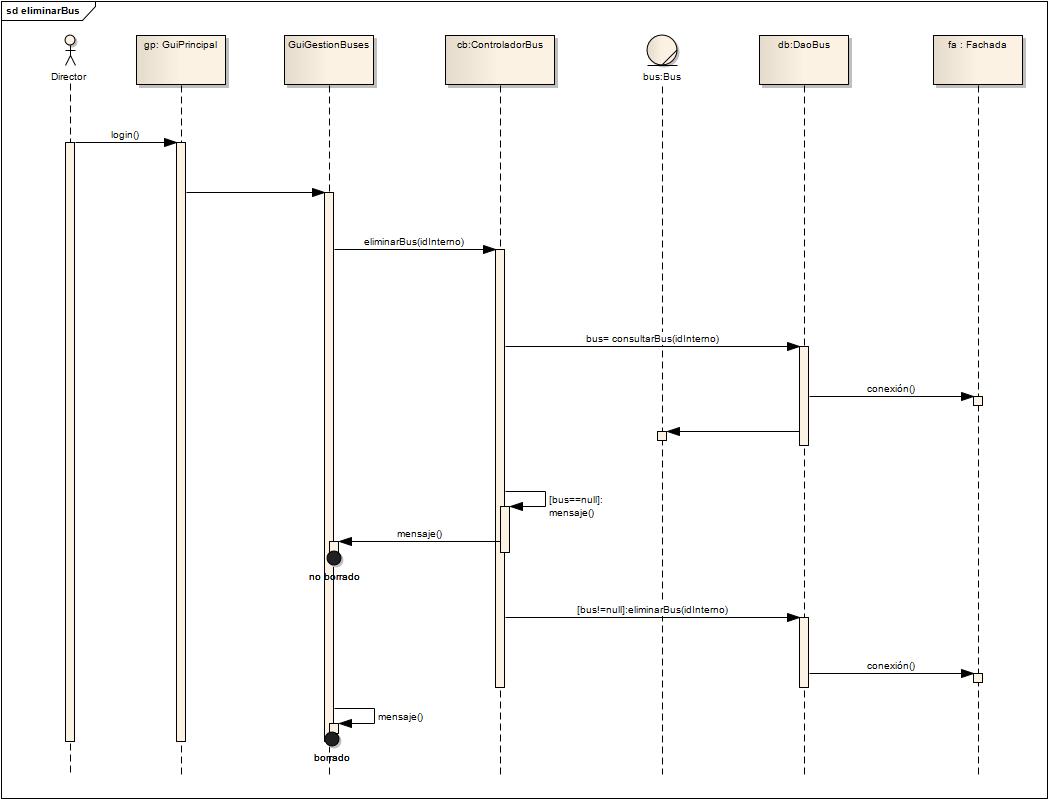 sd eliminarBus
Director
gp: GuiPrincipal
GuiGestionBuses
cb:ControladorBus
bus:Bus
db:DaoBus
fa : Fachada
login()
eliminarBus(idInterno)
bus= consultarBus(idInterno)
conexión()
[bus==null]:
mensaje()
mensaje()
no borrado
[bus!=null]:eliminarBus(idInterno)
conexión()
mensaje()
borrado